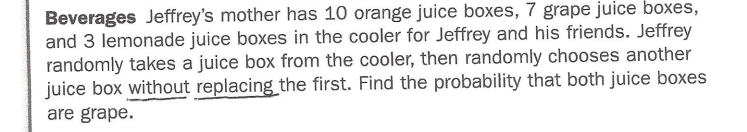 Beverages Jeffrey's mother has 10 orange juice boxes, 7 grape juice boxes,
and 3 lemonade juice boxes in the cooler for Jeffrey and his friends. Jeffrey
randomly takes a juice box from the cooler, then randomly chooses another
juice box without replacing the first. Find the probability that both juice boxes
are grape.